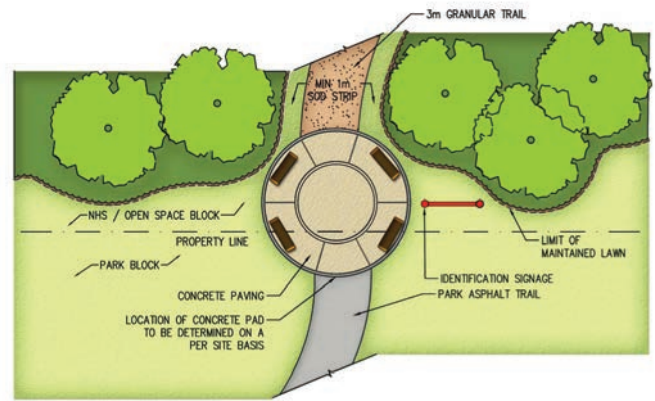 3m GRANULAR TRAIL
MIN 1m
SOD STRIP
NHS / OPEN SPACE BLOCK
PROPERTY LINE
PARK BLOCK
LIMIT OF
MAINTAINED LAWN
IDENTIFICATION SIGNAGE
CONCRETE PAVING
PARK ASPHALT TRAIL
LOCATION OF CONCRETE PAD
TO BE DETERMINED ON A
PER SITE BASIS